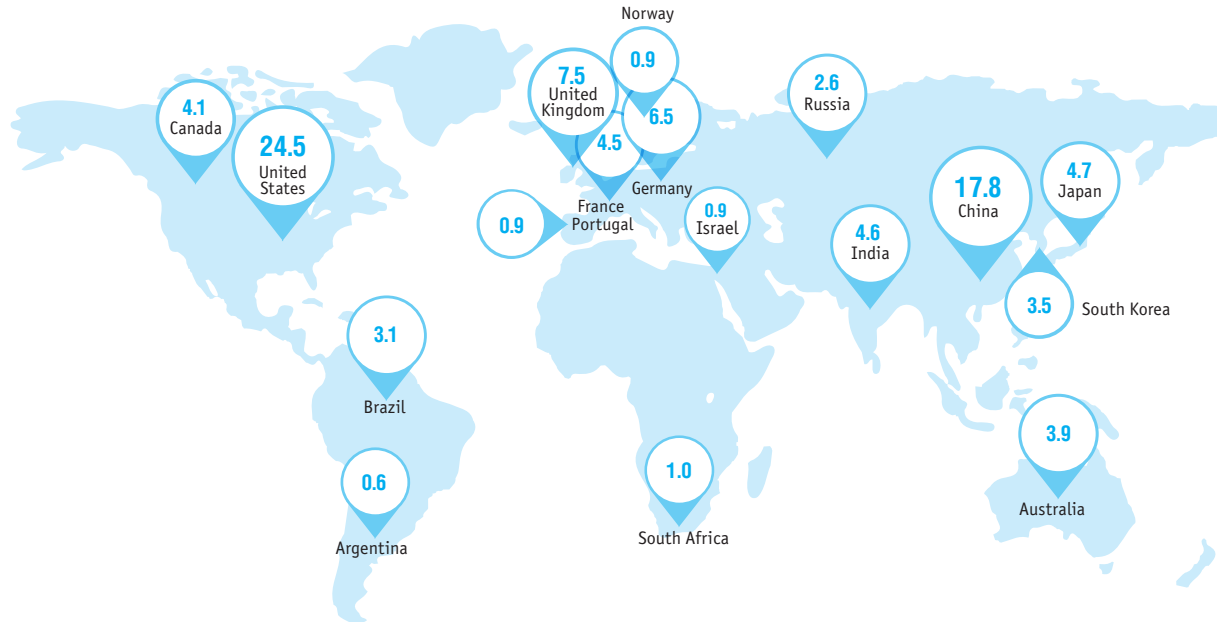 Norway
0.9
7.5
United
Kingdom
6.5
Germany
4.5
France
Portugal
0.9
2.6
Russia
4.1
Canada
24.5
United
States
0.9
Israel
4.6
India
17.8
China
4.7
Japan
3.5
South Korea
3.1
Brazil
0.6
Argentina
1.0
South Africa
3.9
Australia